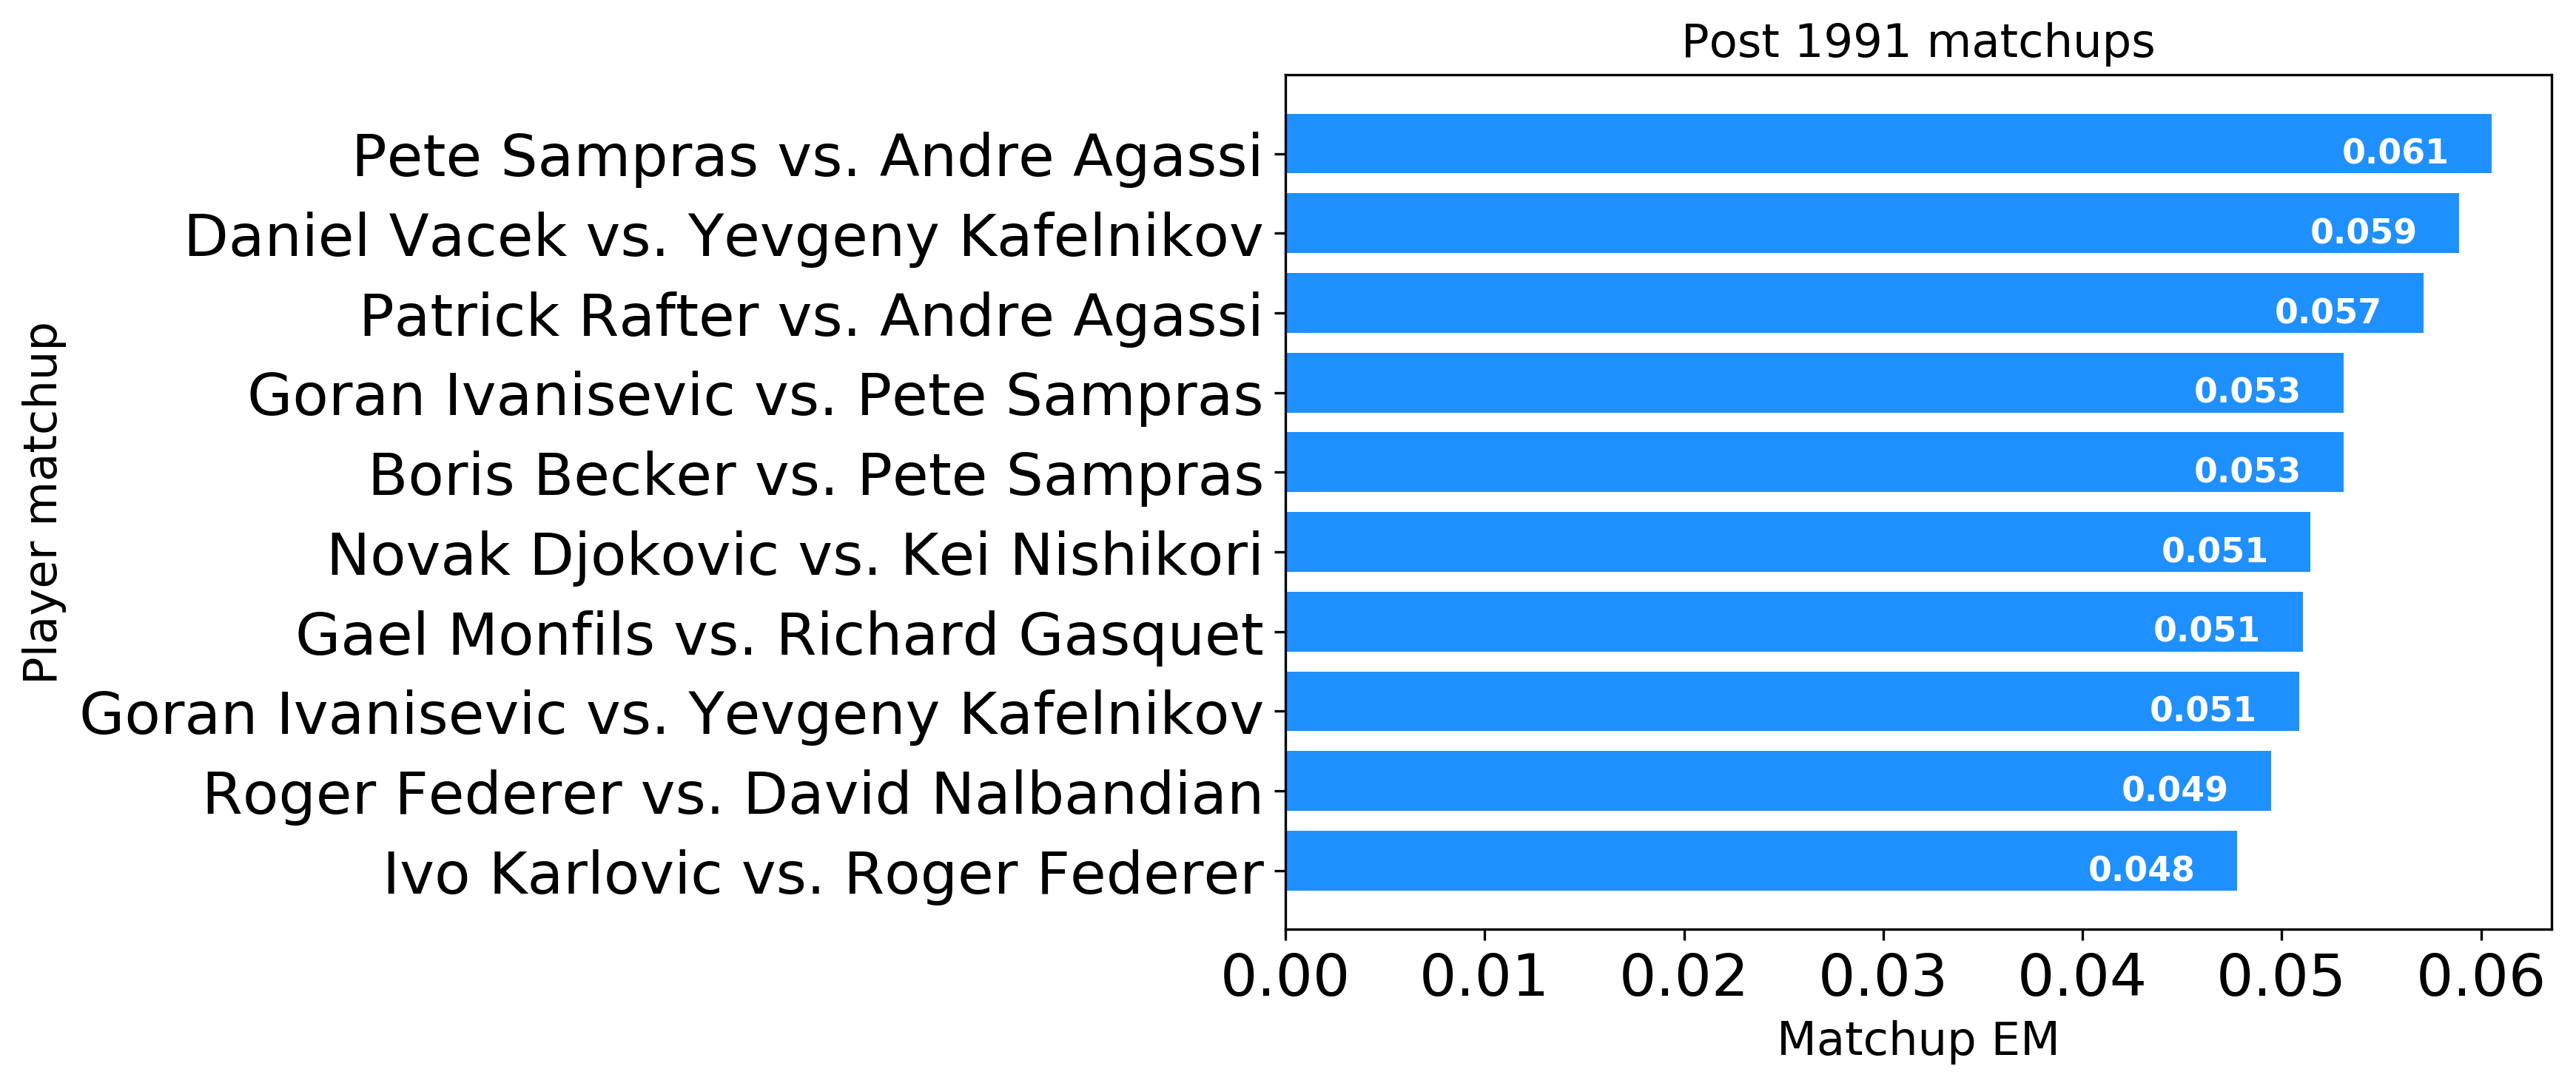 Post 1991 matchups
Player matchup
Pete Sampras vs. Andre Agassi 0.061
Daniel Vacek vs. Yevgeny Kafelnikov 0.059
Patrick Rafter vs. Andre Agassi 0.057
Goran Ivanisevic vs. Pete Sampras 0.053
Boris Becker vs. Pete Sampras 0.053
Novak Djokovic vs. Kei Nishikori 0.051
Gael Monfils vs. Richard Gasquet 0.051
Goran Ivanisevic vs. Yevgeny Kafelnikov 0.051
Roger Federer vs. David Nalbandian 0.049
Ivo Karlovic vs. Roger Federer 0.048
0.00 0.01 0.02 0.03 0.04 0.05 0.06
Matchup EM